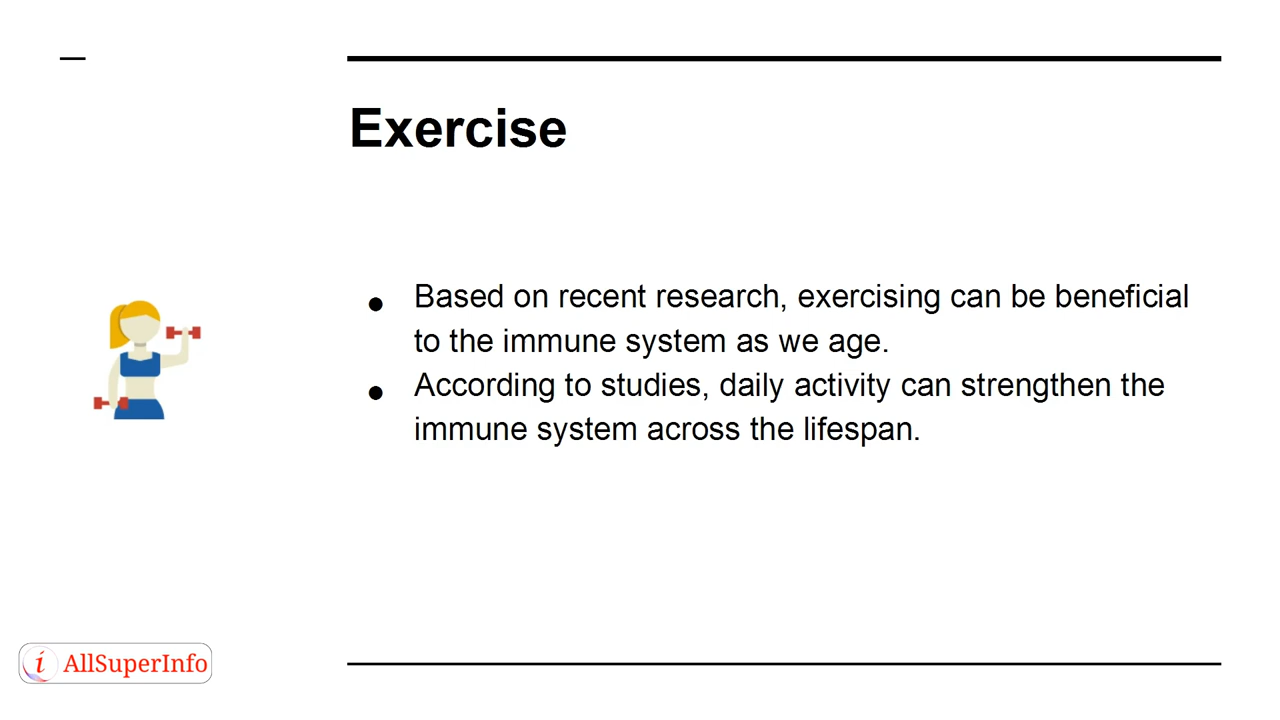 Exercise
● Based on recent research, exercising can be beneficial
to the immune system as we age.
● According to studies, daily activity can strengthen the
immune system across the lifespan.
i AllSuperInfo